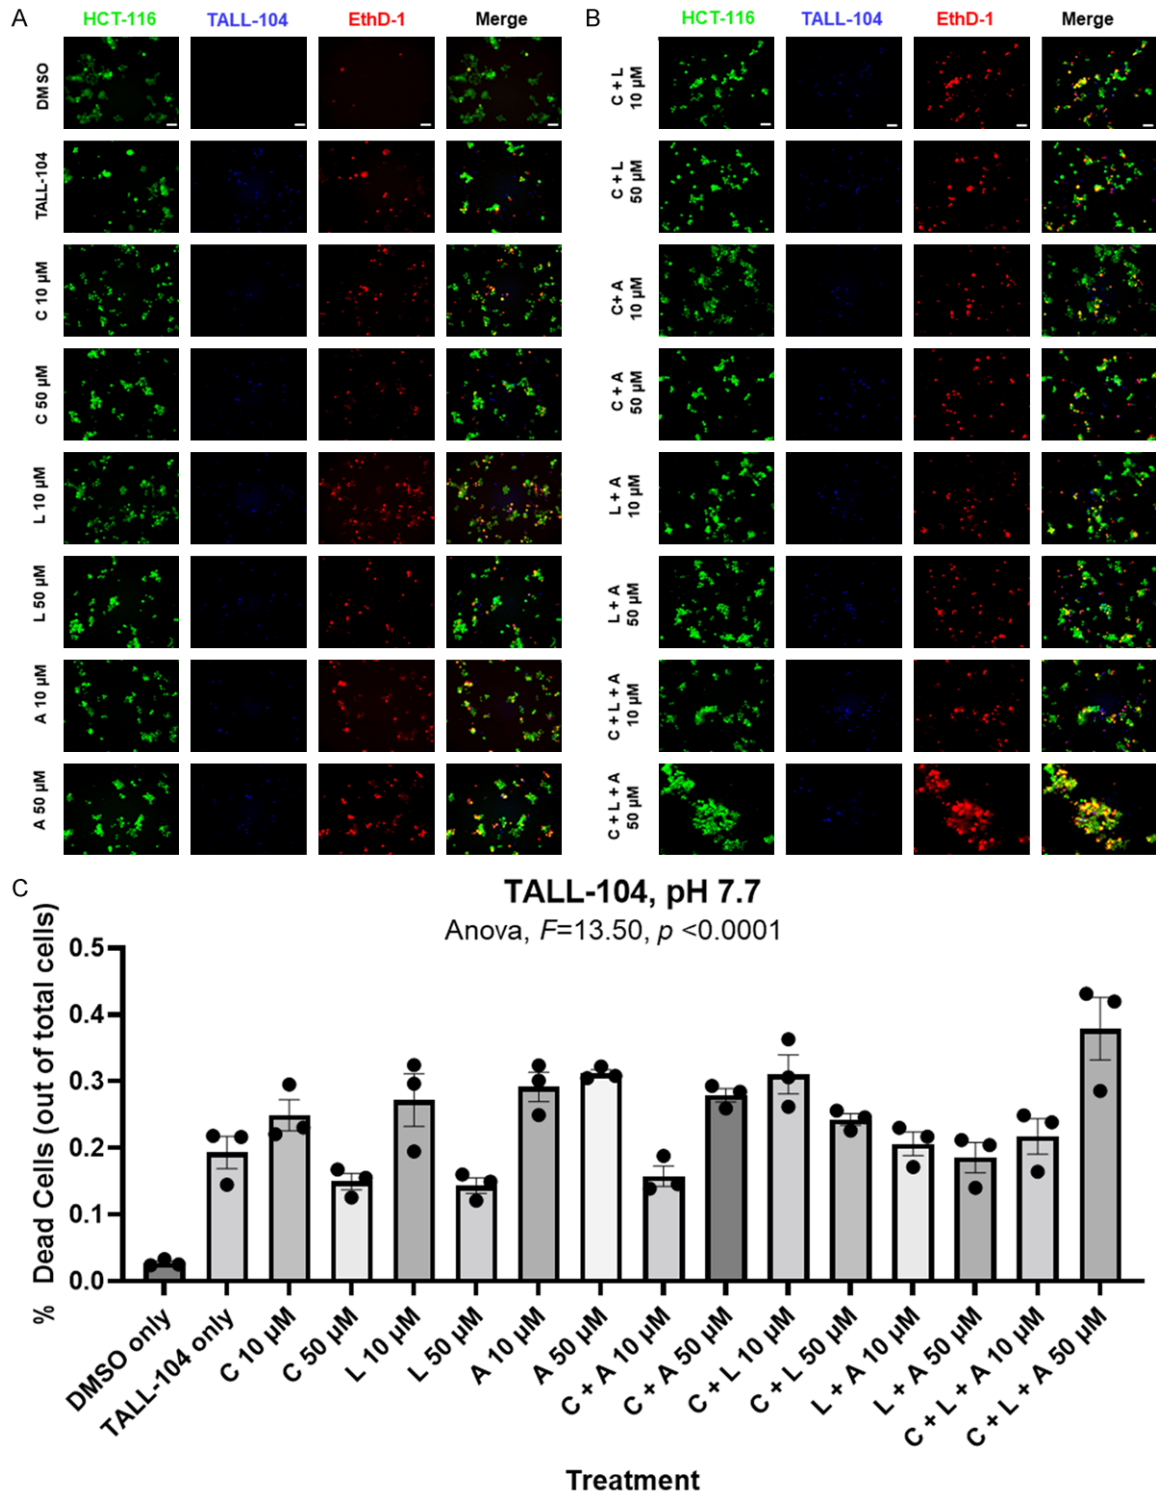 A
HCT-116 TALL-104 EthD-1 Merge
DMSO
TALL-104
C 10 µM
C 50 µM
L 10 µM
L 50 µM
A 10 µM
A 50 µM
B
HCT-116 TALL-104 EthD-1 Merge
C + L
10 µM
C + L
50 µM
C+ A
10 µM
C + A
50 µM
L + A
10 µM
L + A
50 µM
C + L + A
10 µM
C + L + A
50 µM
C
TALL-104, pH 7.7
Anova, F=13.50, p <0.0001
% Dead Cells (out of total cells)
0.5
0.4
0.3
0.2
0.1
0.0
DMSO only
TALL-104 only
C 10 µM
C 50 µM
L 10 µM
L 50 µM
A 10 µM
A 50 µM
C + A 10 µM
C + A 50 µM
C + L 10 µM
C + L 50 µM
L + A 10 µM
L + A 50 µM
C + L + A 10 µM
C + L + A 50 µM
Treatment